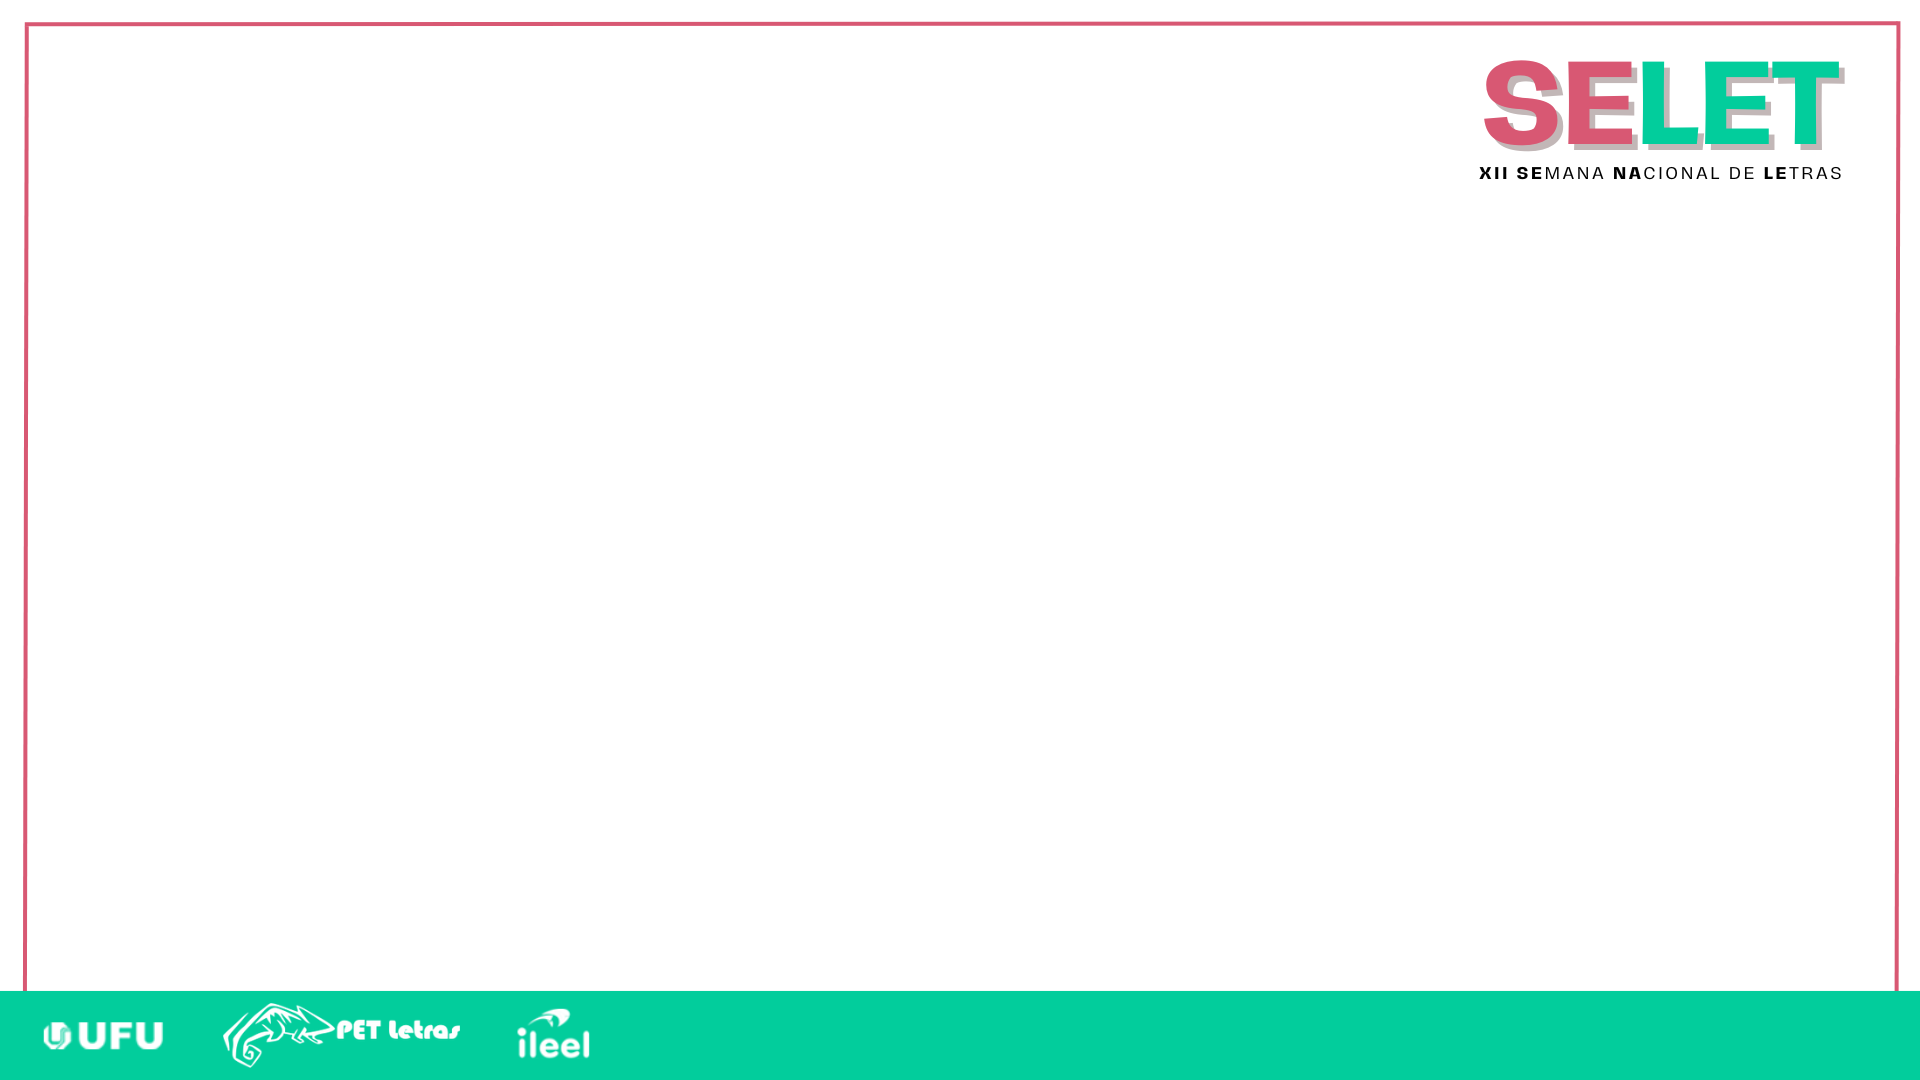 SELET
XII SEMANA NACIONAL DE LETRAS
UFU
PET Letras
ileel